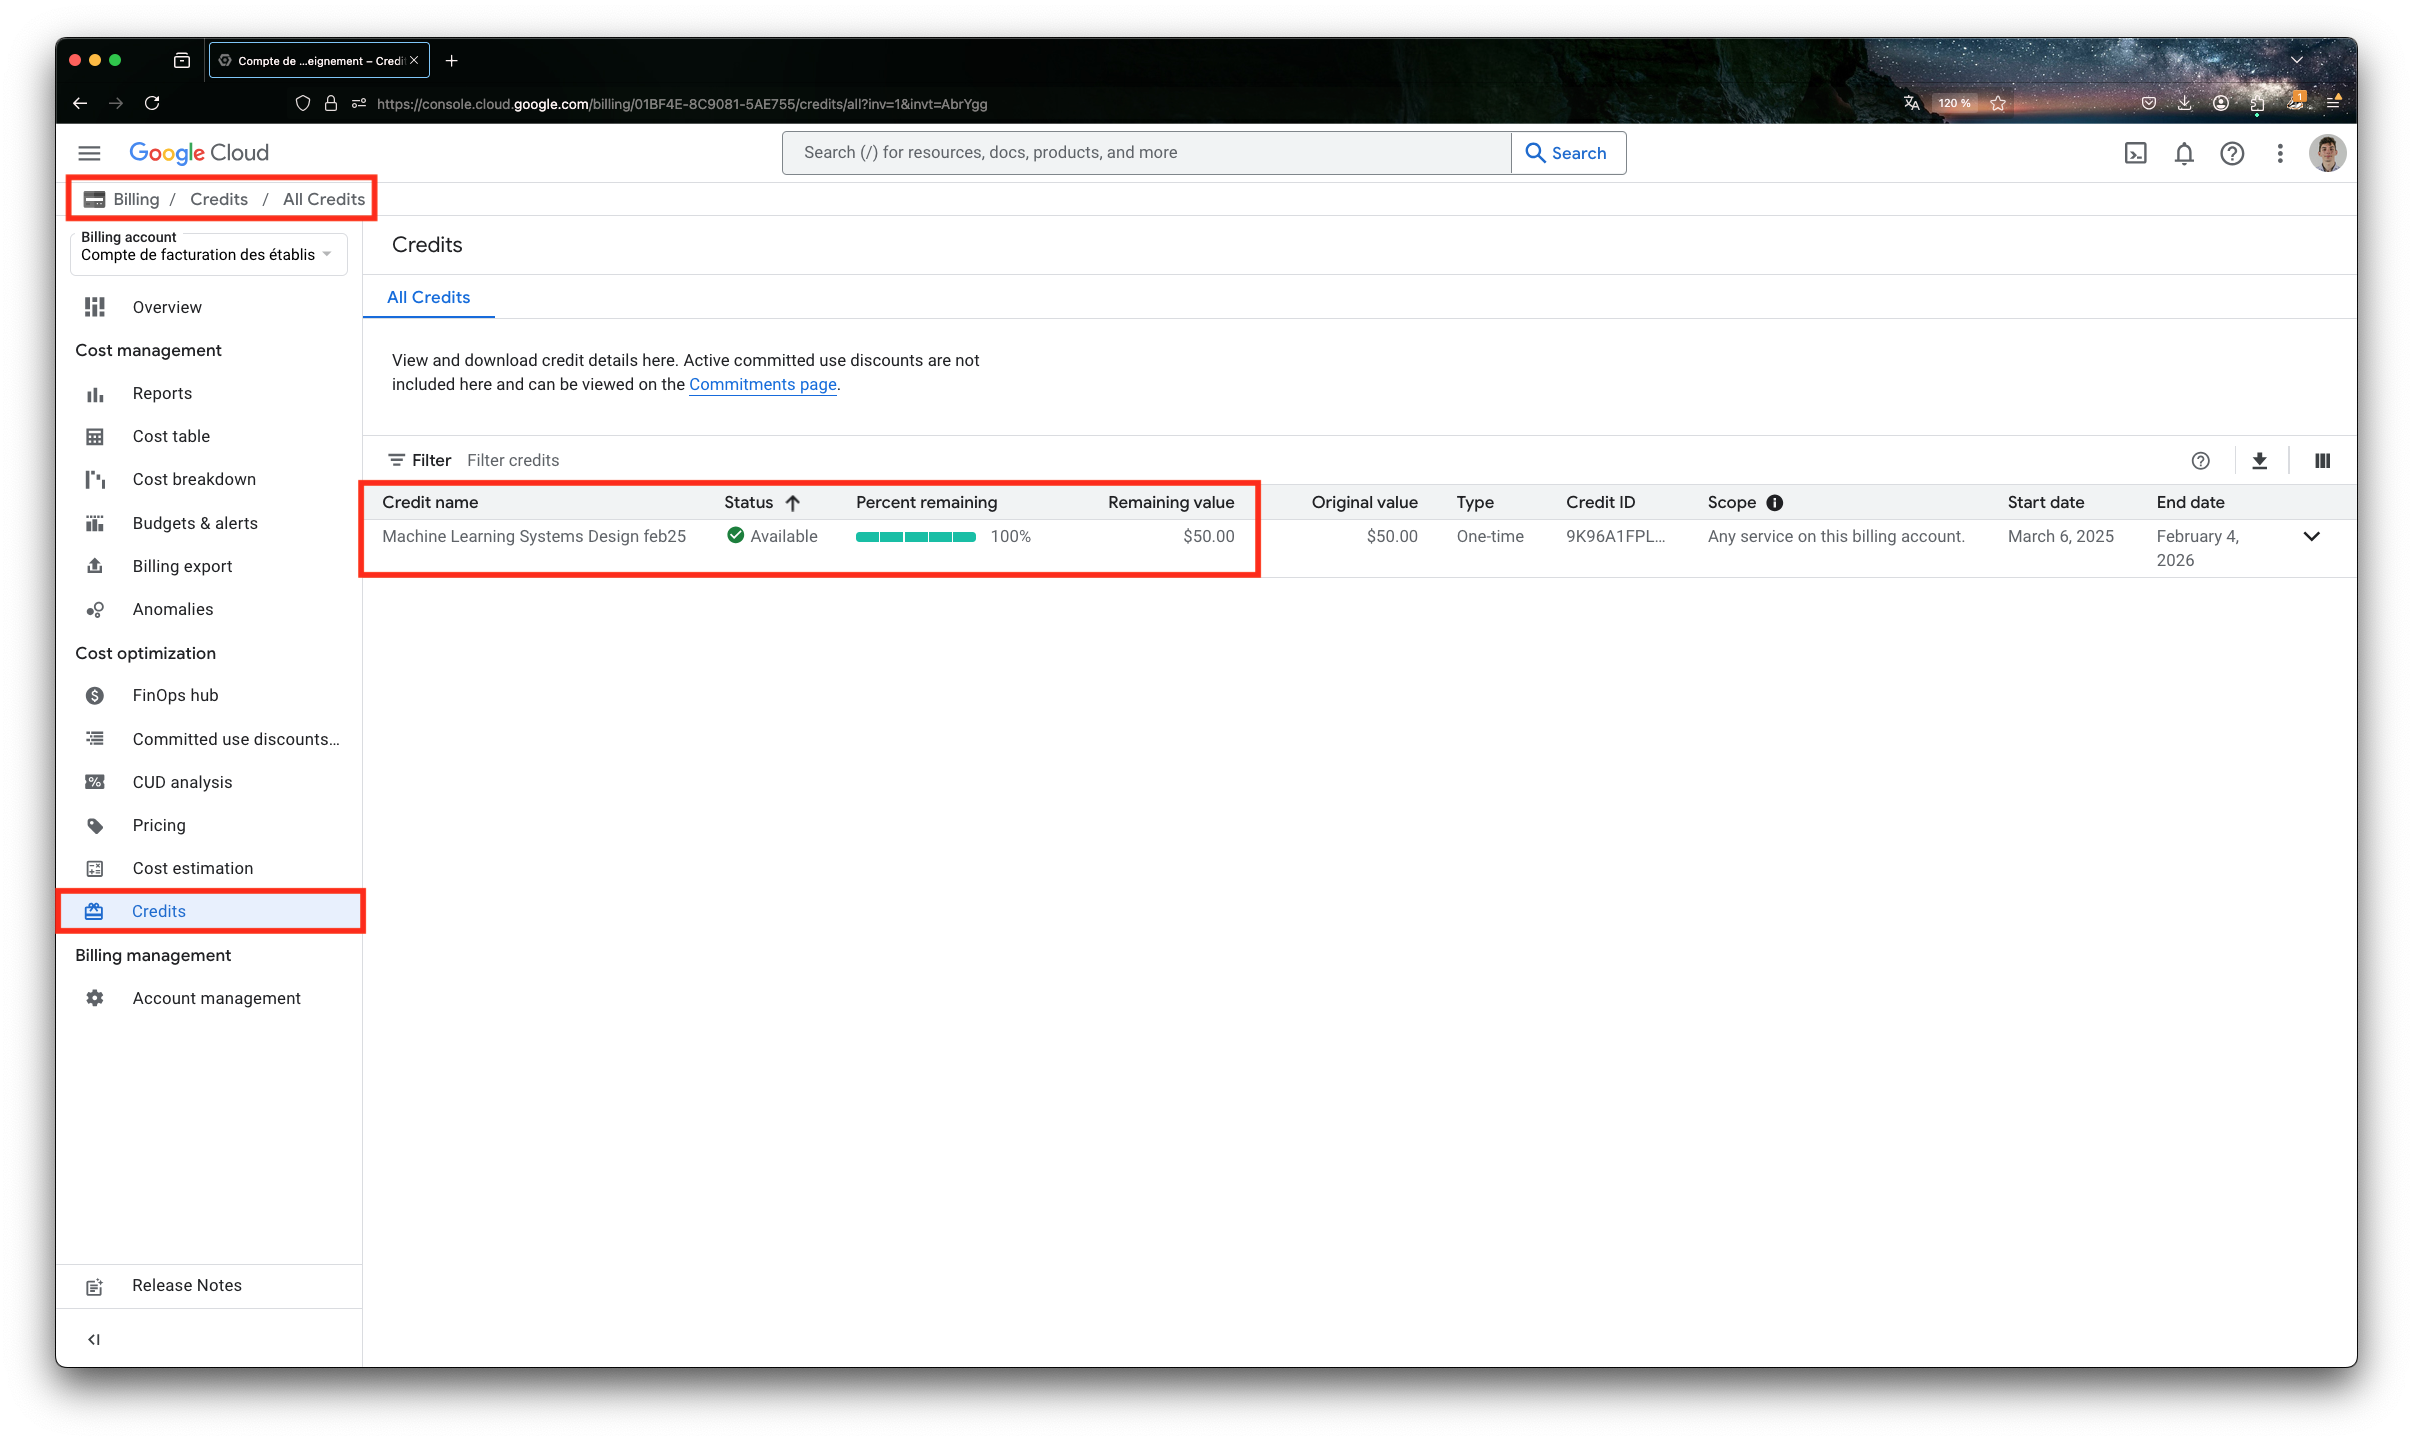 Compte de ...eignement – Credi
https://console.cloud.google.com/billing/01BF4E-8C9081-5AE755/credits/all?inv=1&invt=AbrYgg
120 %
1
Google Cloud
Search (/) for resources, docs, products, and more
Search
Billing / Credits / All Credits
Billing account
Compte de facturation des établis
Overview
Cost management
Reports
Cost table
Cost breakdown
Budgets & alerts
Billing export
Anomalies
Cost optimization
FinOps hub
Committed use discounts...
CUD analysis
Pricing
Cost estimation
Credits
Billing management
Account management
Release Notes
Credits
All Credits
View and download credit details here. Active committed use discounts are not
included here and can be viewed on the Commitments page.
Filter Filter credits
Credit name Status Percent remaining Remaining value Original value Type Credit ID Scope Start date End date
Machine Learning Systems Design feb25 Available 100% $50.00 $50.00 One-time 9K96A1FPL... Any service on this billing account. March 6, 2025 February 4,
2026